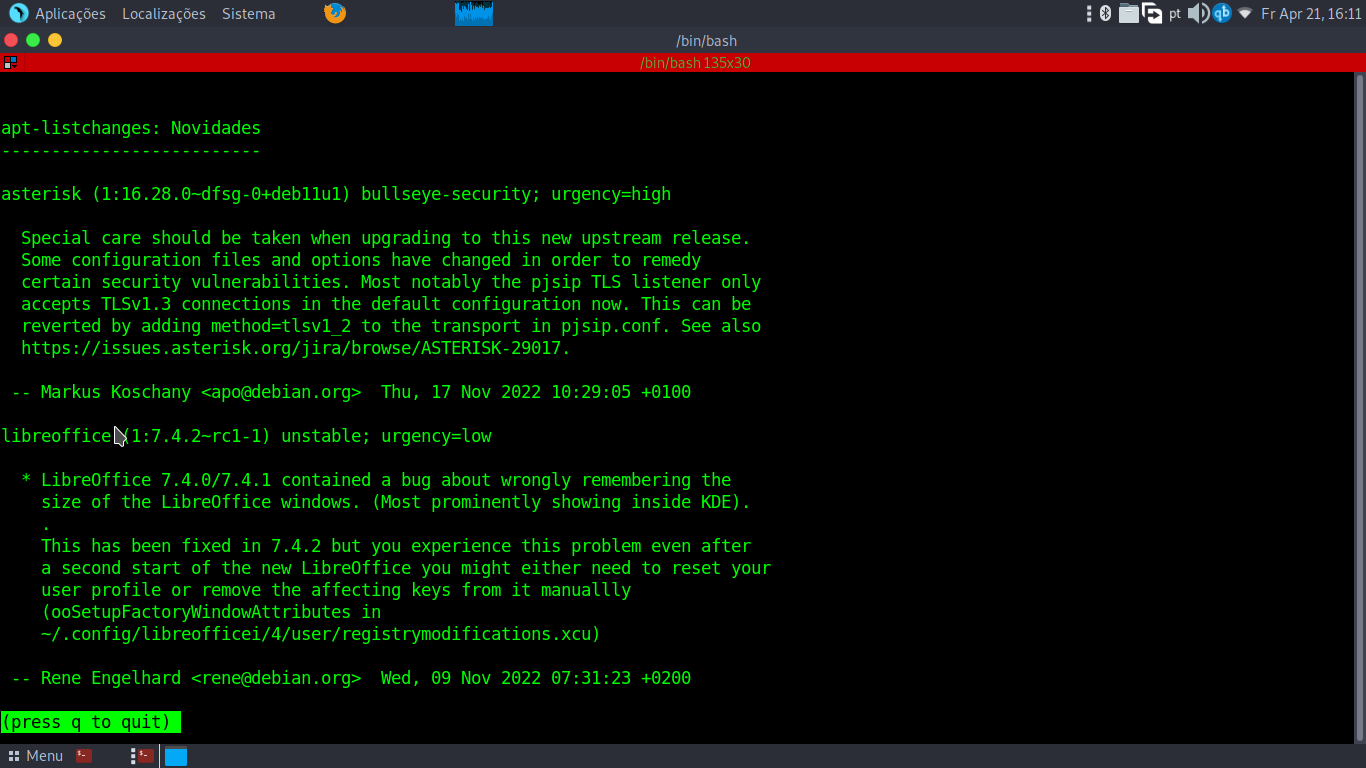 Aplicações Localizações Sistema pt qb Fr Apr 21, 16:11
/bin/bash
/bin/bash 135x30
apt-listchanges: Novidades
--------------------------
asterisk (1:16.28.0~dfsg-0+deb11u1) bullseye-security; urgency=high
Special care should be taken when upgrading to this new upstream release.
Some configuration files and options have changed in order to remedy
certain security vulnerabilities. Most notably the pjsip TLS listener only
accepts TLSv1.3 connections in the default configuration now. This can be
reverted by adding method=tlsv1_2 to the transport in pjsip.conf. See also
https://issues.asterisk.org/jira/browse/ASTERISK-29017.
-- Markus Koschany <apo@debian.org>  Thu, 17 Nov 2022 10:29:05 +0100
libreoffice (1:7.4.2~rc1-1) unstable; urgency=low
* LibreOffice 7.4.0/7.4.1 contained a bug about wrongly remembering the
size of the LibreOffice windows. (Most prominently showing inside KDE).
.
This has been fixed in 7.4.2 but you experience this problem even after
a second start of the new LibreOffice you might either need to reset your
user profile or remove the affecting keys from it manuallly
(ooSetupFactoryWindowAttributes in
~/.config/libreofficei/4/user/registrymodifications.xcu)
-- Rene Engelhard <rene@debian.org>  Wed, 09 Nov 2022 07:31:23 +0200
(press q to quit)
Menu